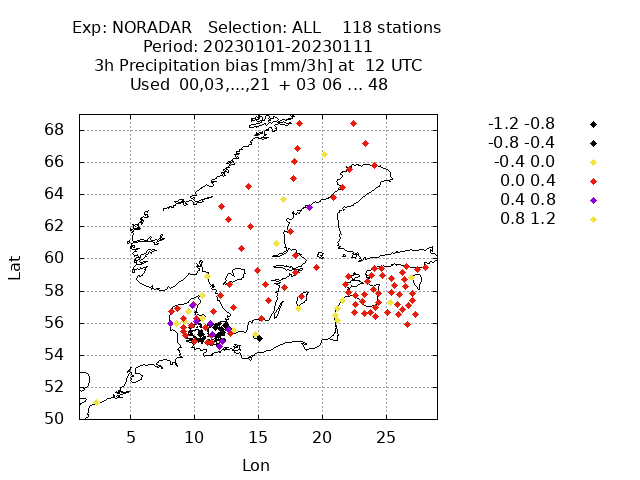 Exp: NORADAR   Selection: ALL    118 stations
Period: 20230101-20230111
3h Precipitation bias [mm/3h] at  12 UTC
Used  00,03,...,21  + 03 06 ... 48
-1.2 -0.8
-0.8 -0.4
-0.4 0.0
0.0 0.4
0.4 0.8
0.8 1.2
Lat
68
66
64
62
60
58
56
54
52
50
5 10 15 20 25
Lon